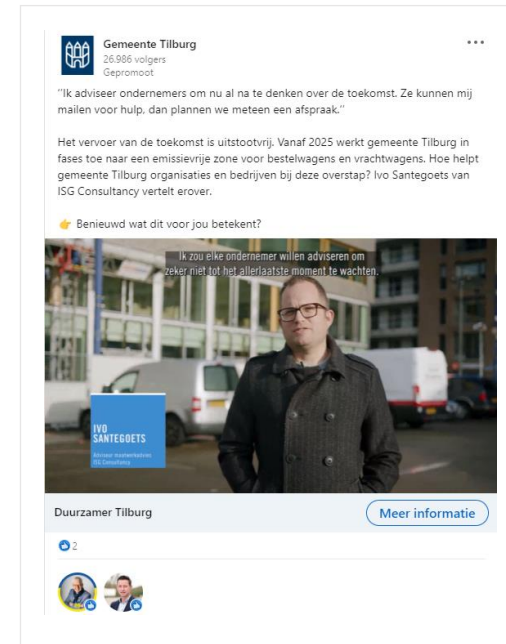 Gemeente Tilburg
26.986 volgers
Gepromoot
"Ik adviseer ondernemers om nu al na te denken over de toekomst. Ze kunnen mij
mailen voor hulp, dan plannen we meteen een afspraak."
Het vervoer van de toekomst is uitstootvrij. Vanaf 2025 werkt gemeente Tilburg in
fases toe naar een emissievrije zone voor bestelwagens en vrachtwagens. Hoe helpt
gemeente Tilburg organisaties en bedrijven bij deze overstap? Ivo Santegoets van
ISG Consultancy vertelt erover.
👉 Benieuwd wat dit voor jou betekent?
Ik zou elke ondernemer willen adviseren om
zeker niet tot het allerlaatste moment te wachten.
IVO
SANTEGOETS
ISG Consultancy
Duurzamer Tilburg
Meer informatie
2